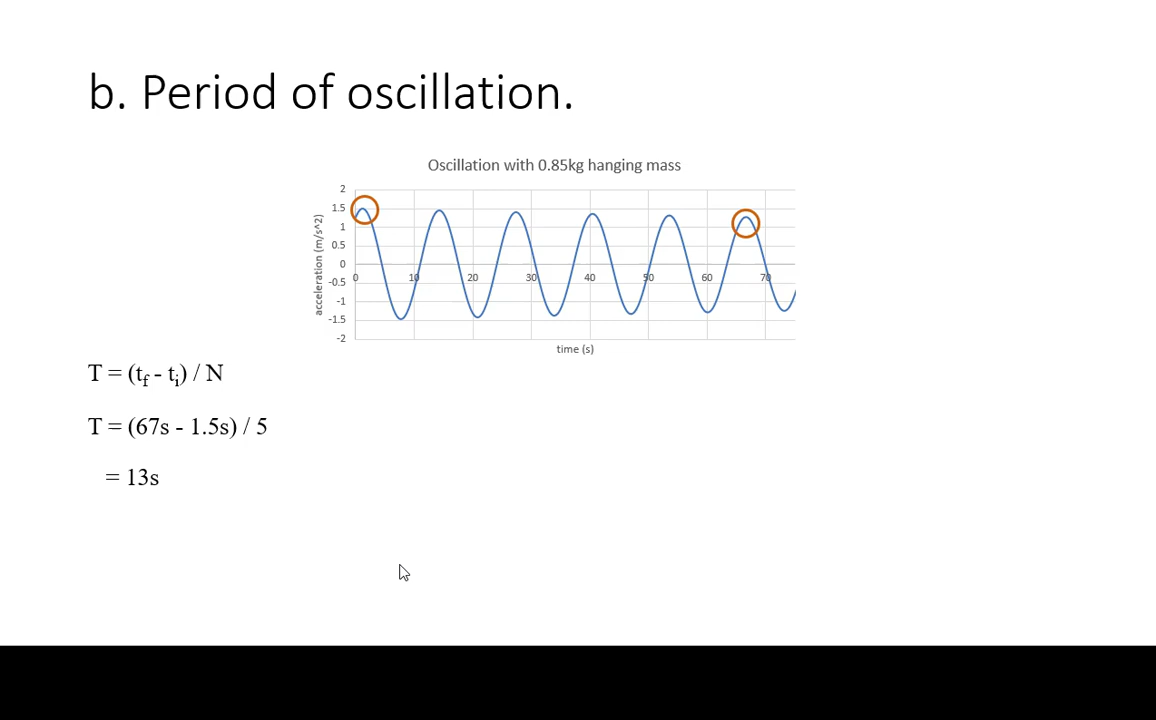 b. Period of oscillation.
Oscillation with 0.85kg hanging mass
acceleration (m/s^2)
2
1.5
1
0.5
0
-0.5
-1
-1.5
-2
0 10 20 30 40 50 60 70
time (s)
T = (tf - ti) / N
T = (67s - 1.5s) / 5
= 13s